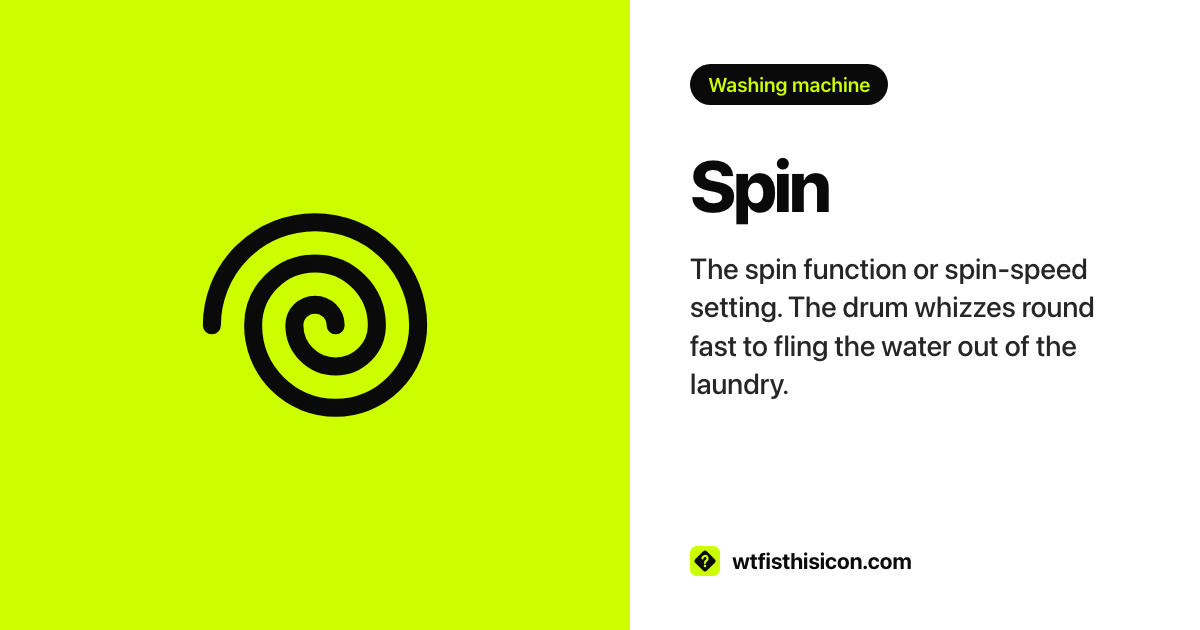 Washing machine
Spin
The spin function or spin-speed
setting. The drum whizzes round
fast to fling the water out of the
laundry.
?
wtfisthisicon.com